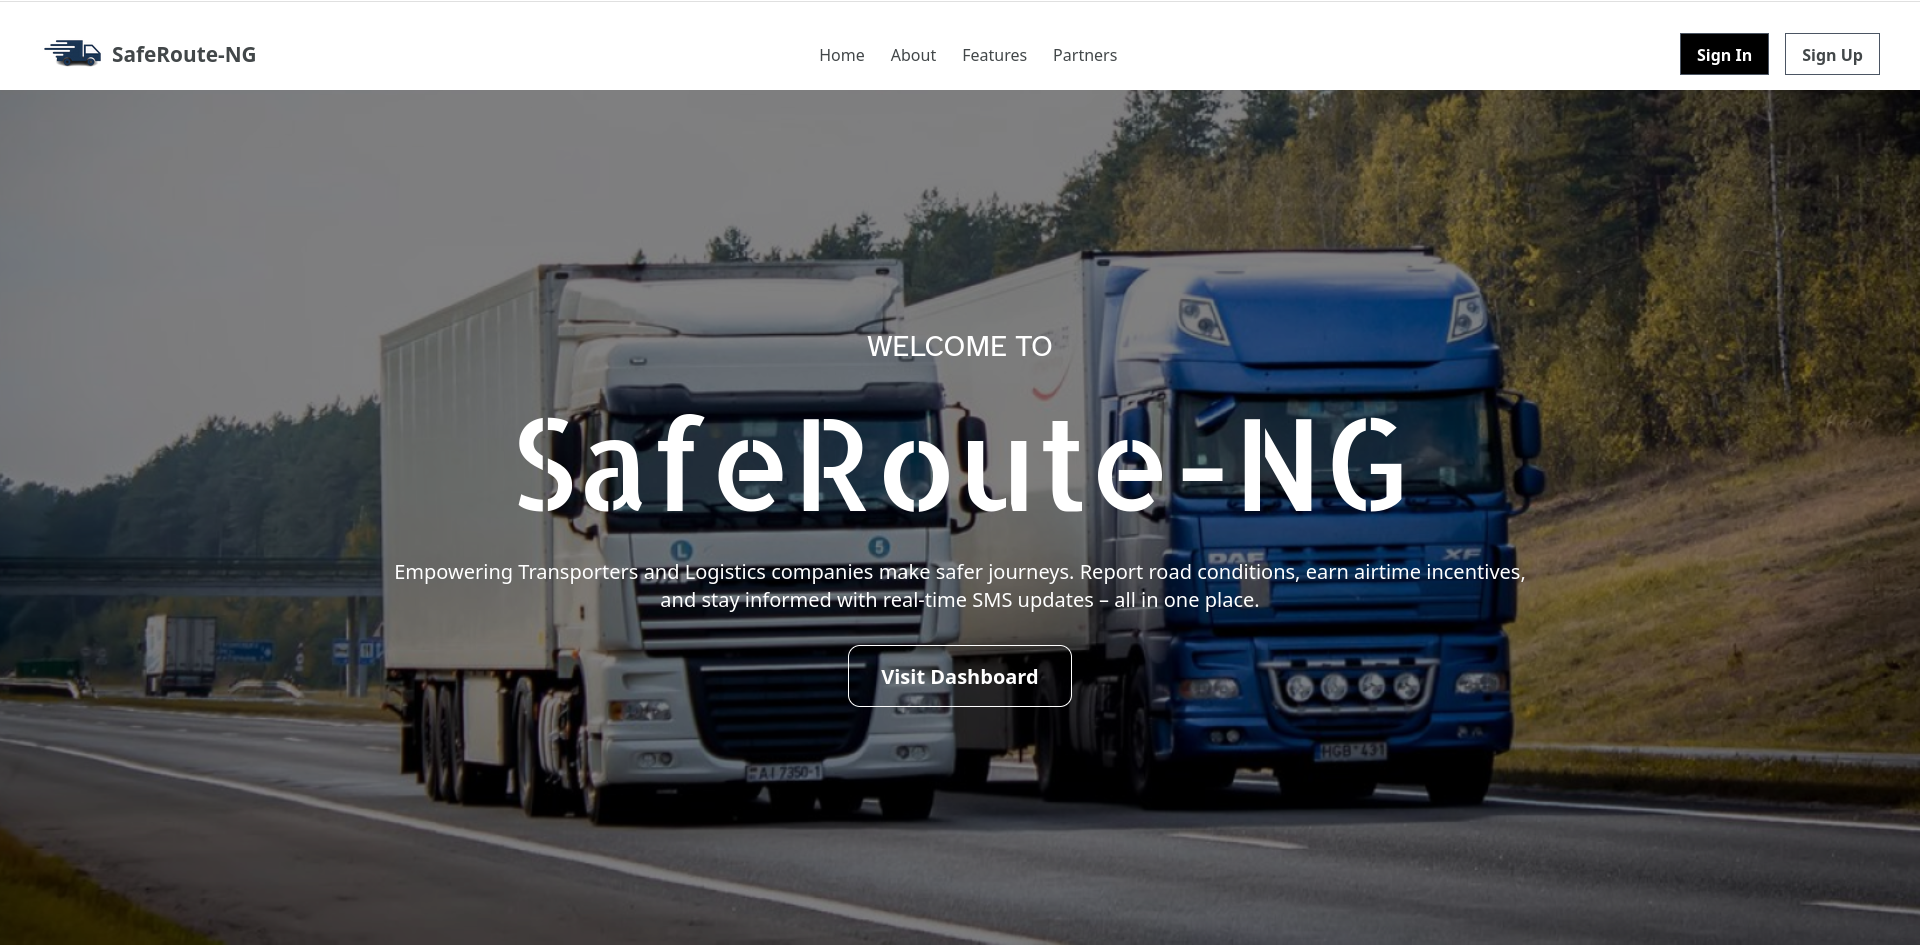 SafeRoute-NG
Home About Features Partners
Sign In Sign Up
WELCOME TO
SafeRoute-NG
L 5
DAF XF
Empowering Transporters and Logistics companies make safer journeys. Report road conditions, earn airtime incentives,
and stay informed with real-time SMS updates – all in one place.
Visit Dashboard
HGB 431
AI 7350-1